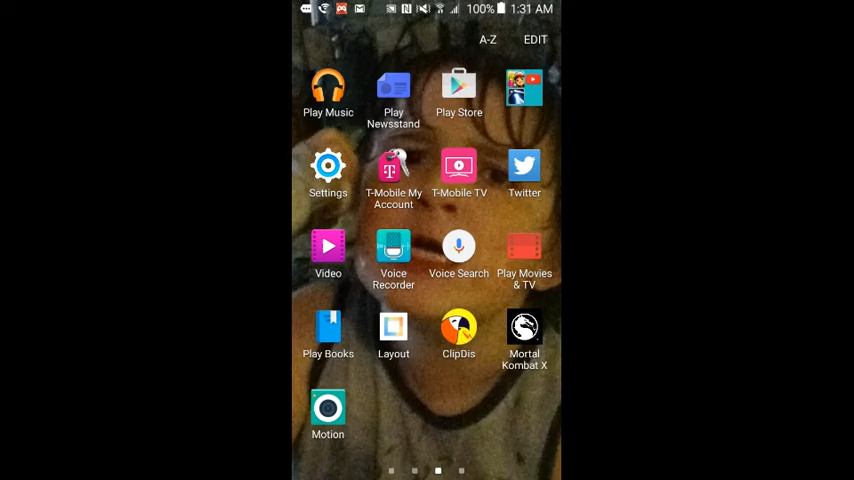 100% 1:31 AM
A-Z EDIT
Play Music Play Newsstand Play Store
Settings T-Mobile My Account T-Mobile TV Twitter
Video Voice Recorder Voice Search Play Movies & TV
Play Books Layout ClipDis Mortal Kombat X
Motion